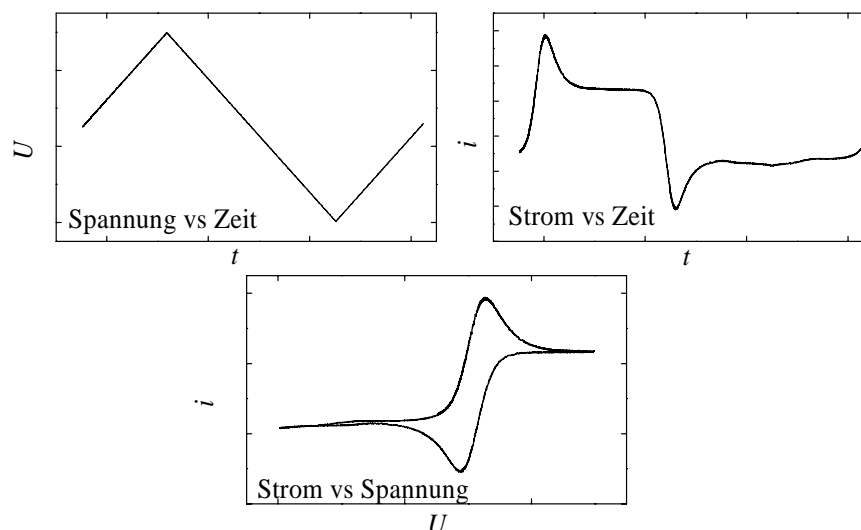 U
Spannung vs Zeit
t
i
Strom vs Zeit
t
i
Strom vs Spannung
U